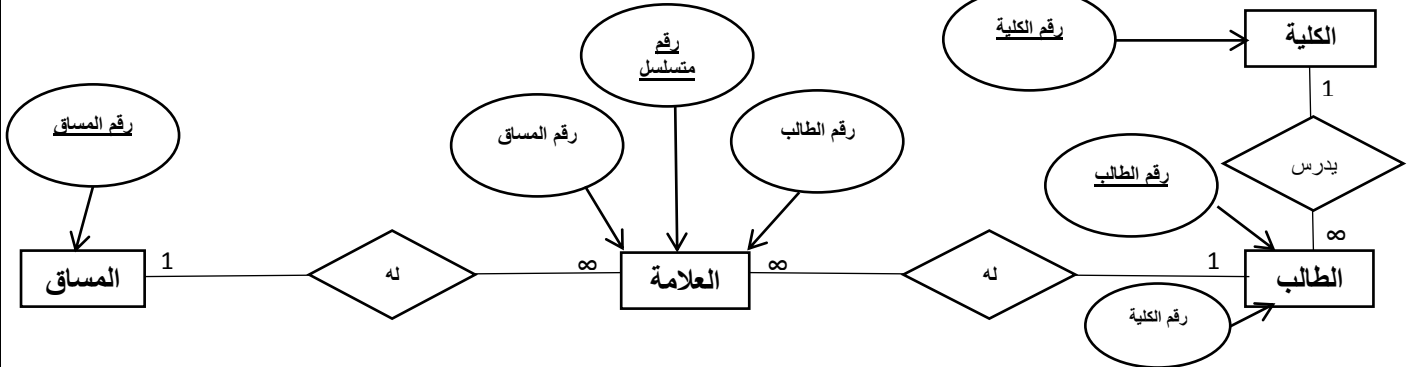 رقم الكلية
الكلية
1
رقم
متسلسل
رقم المساق
رقم المساق
رقم الطالب
رقم الطالب
يدرس
∞
المساق
1
له
∞
العلامة
∞
له
1
الطالب
رقم الكلية